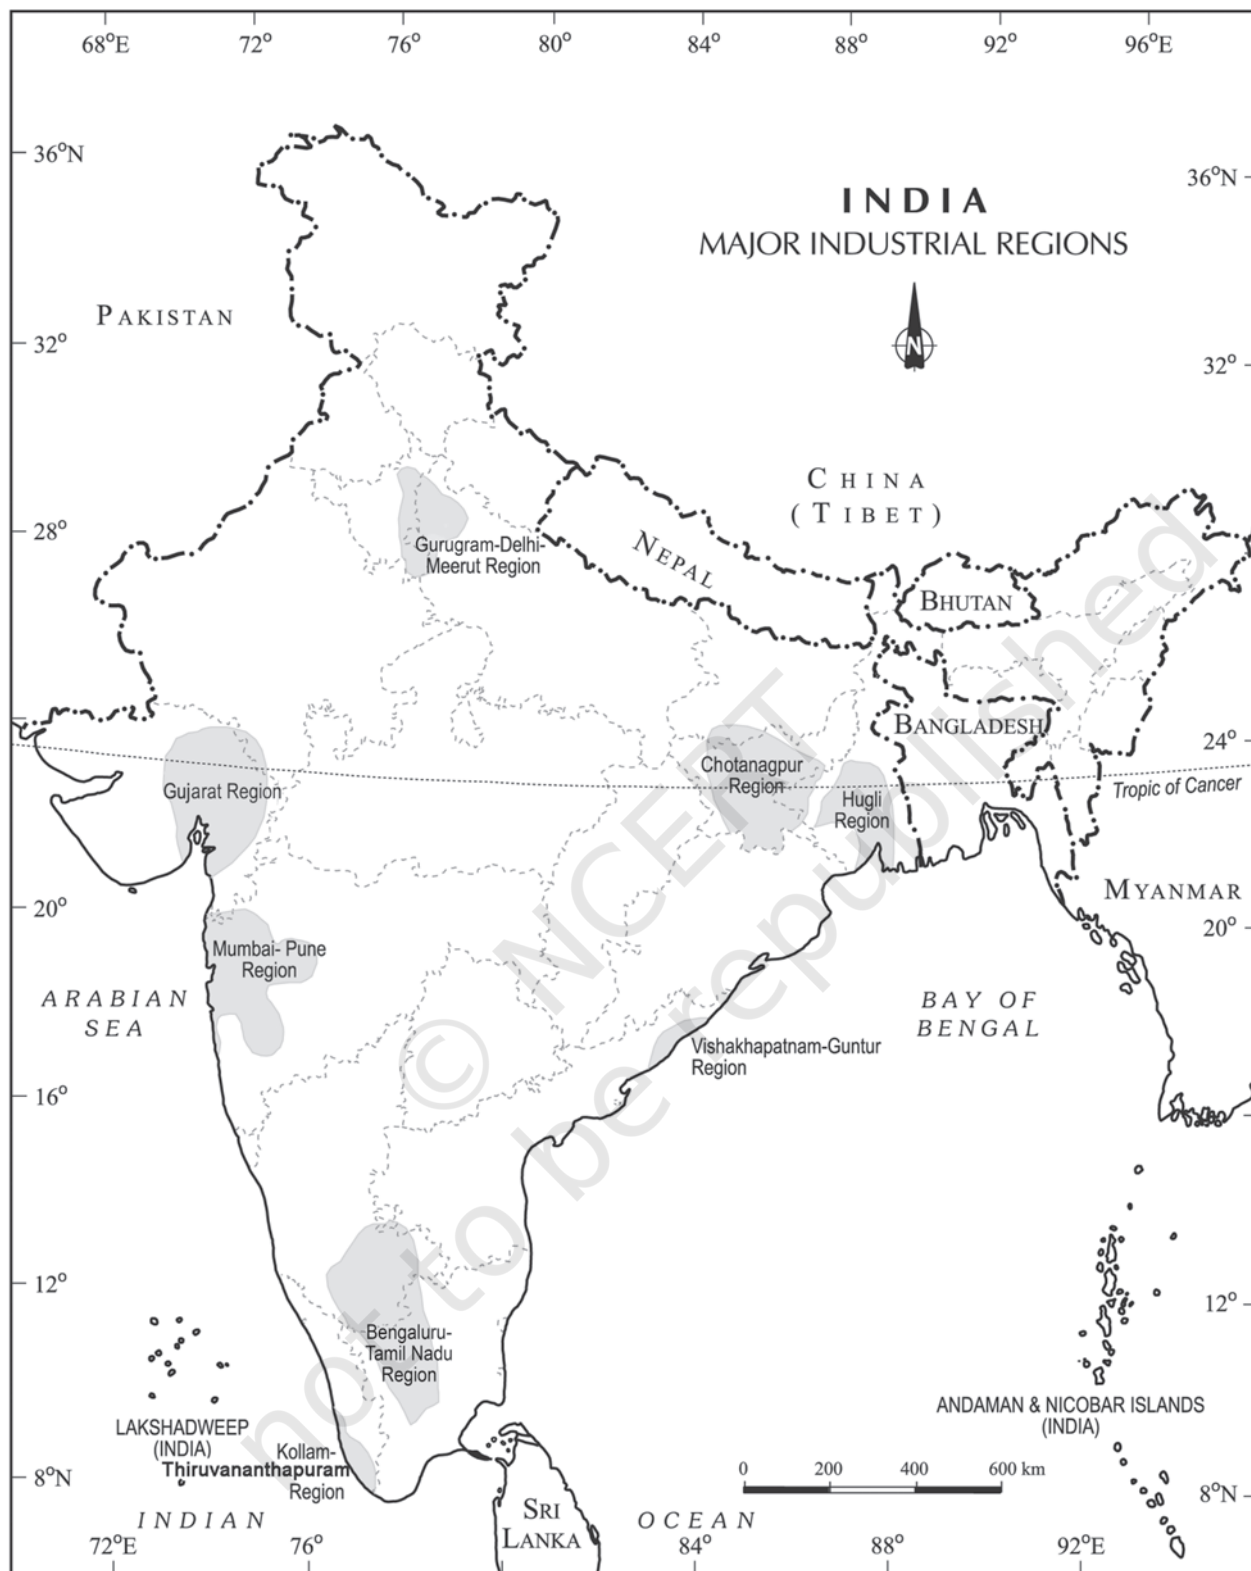 68°E 72° 76° 80° 84° 88° 92° 96°E
36°N
36°N
INDIA
MAJOR INDUSTRIAL REGIONS
PAKISTAN
N
32°
32°
CHINA
(TIBET)
28°
Gurugram-Delhi-
Meerut Region
NEPAL
BHUTAN
BANGLADESH
24°
Chotanagpur
Region
Gujarat Region
Tropic of Cancer
Hugli
Region
MYANMAR
20°
20°
Mumbai- Pune
Region
ARABIAN
SEA
BAY OF
BENGAL
Vishakhapatnam-Guntur
Region
16°
12°
12°
Bengaluru-
Tamil Nadu
Region
ANDAMAN & NICOBAR ISLANDS
(INDIA)
LAKSHADWEEP
(INDIA)
Kollam-
Thiruvananthapuram
Region
8°N
0 200 400 600 km
8°N
SRI
LANKA
INDIAN OCEAN
72°E 76° 84° 88° 92°E
© NCERT
not to be republished